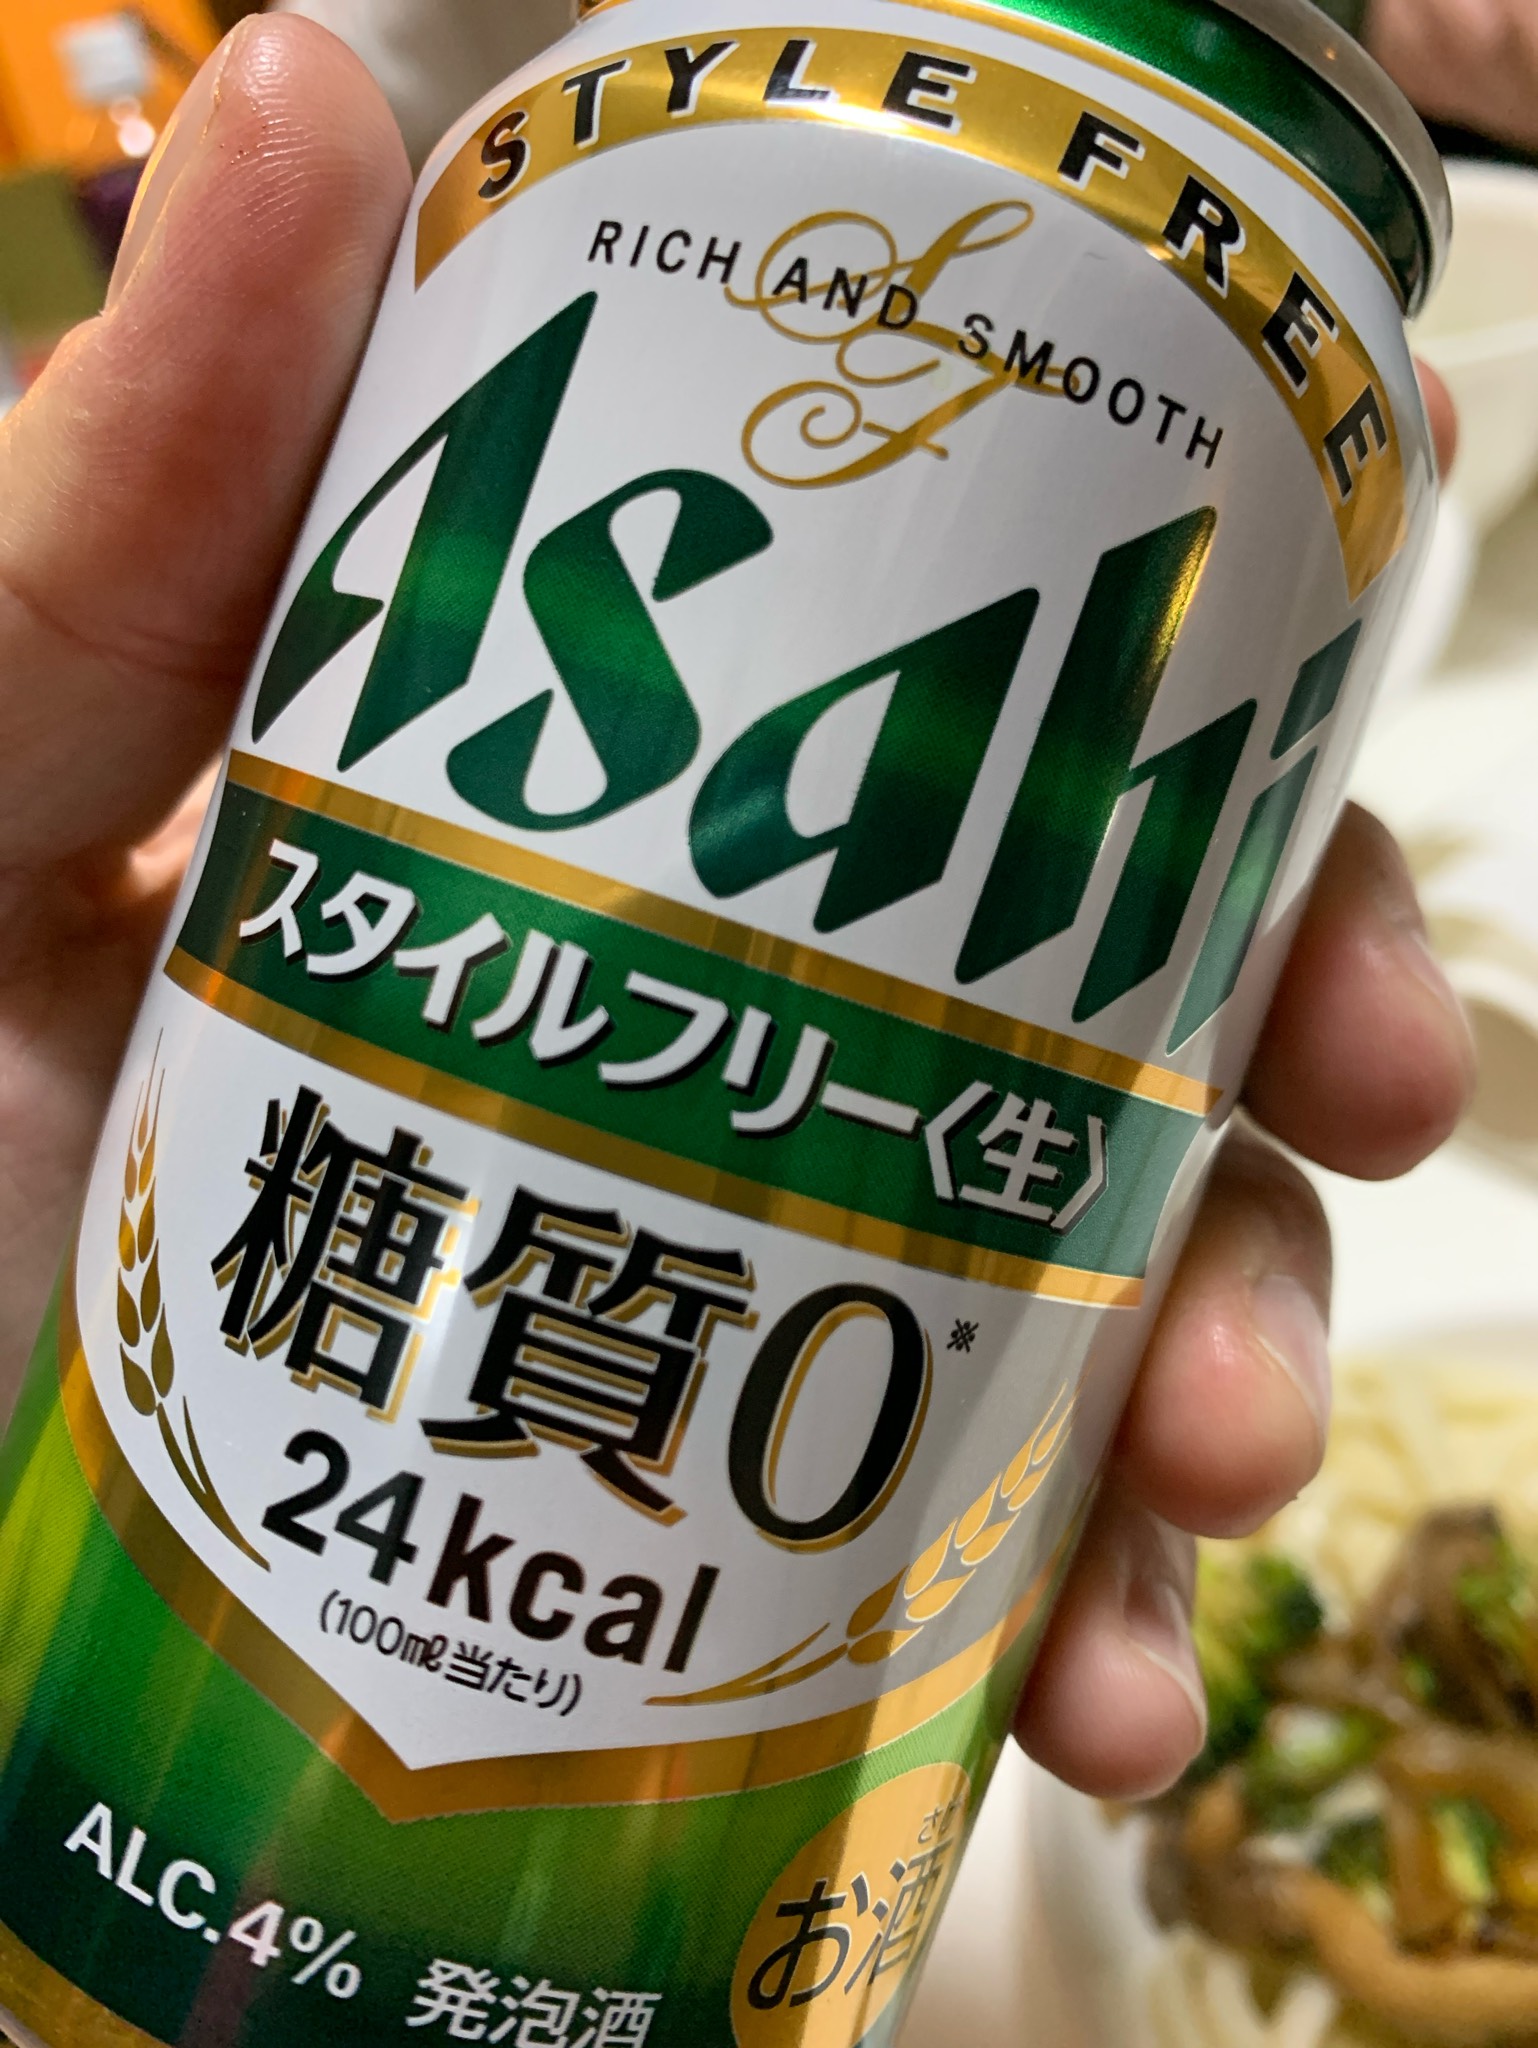 STYLE FREE
RICH AND SMOOTH
SF
Asahi
スタイルフリー〈生〉
糖質0※
24kcal
(100㎖当たり)
ALC.4% 発泡酒
お酒